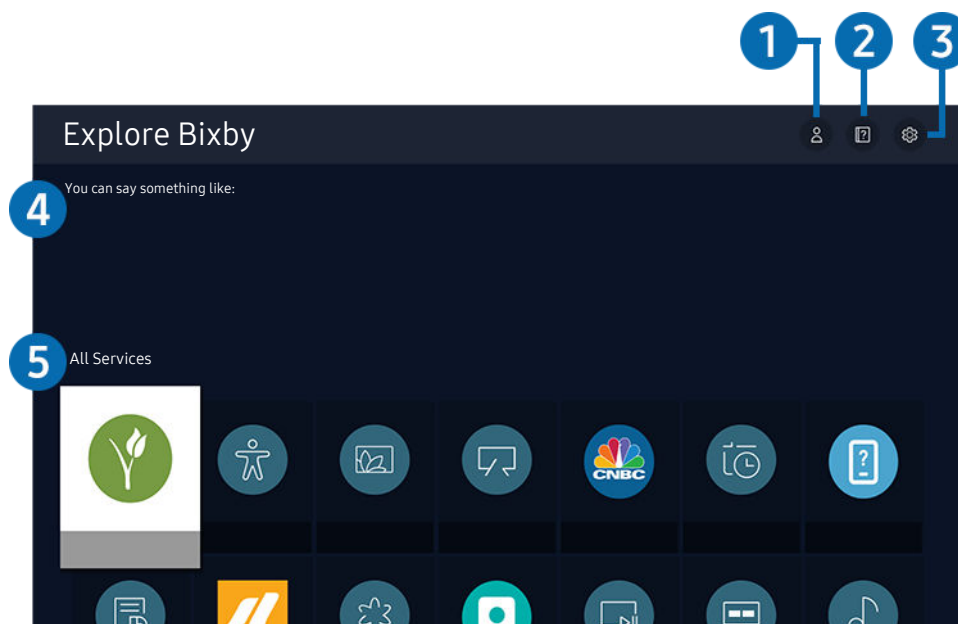 1 2 3
Explore Bixby
4 You can say something like:
5 All Services
CNBC